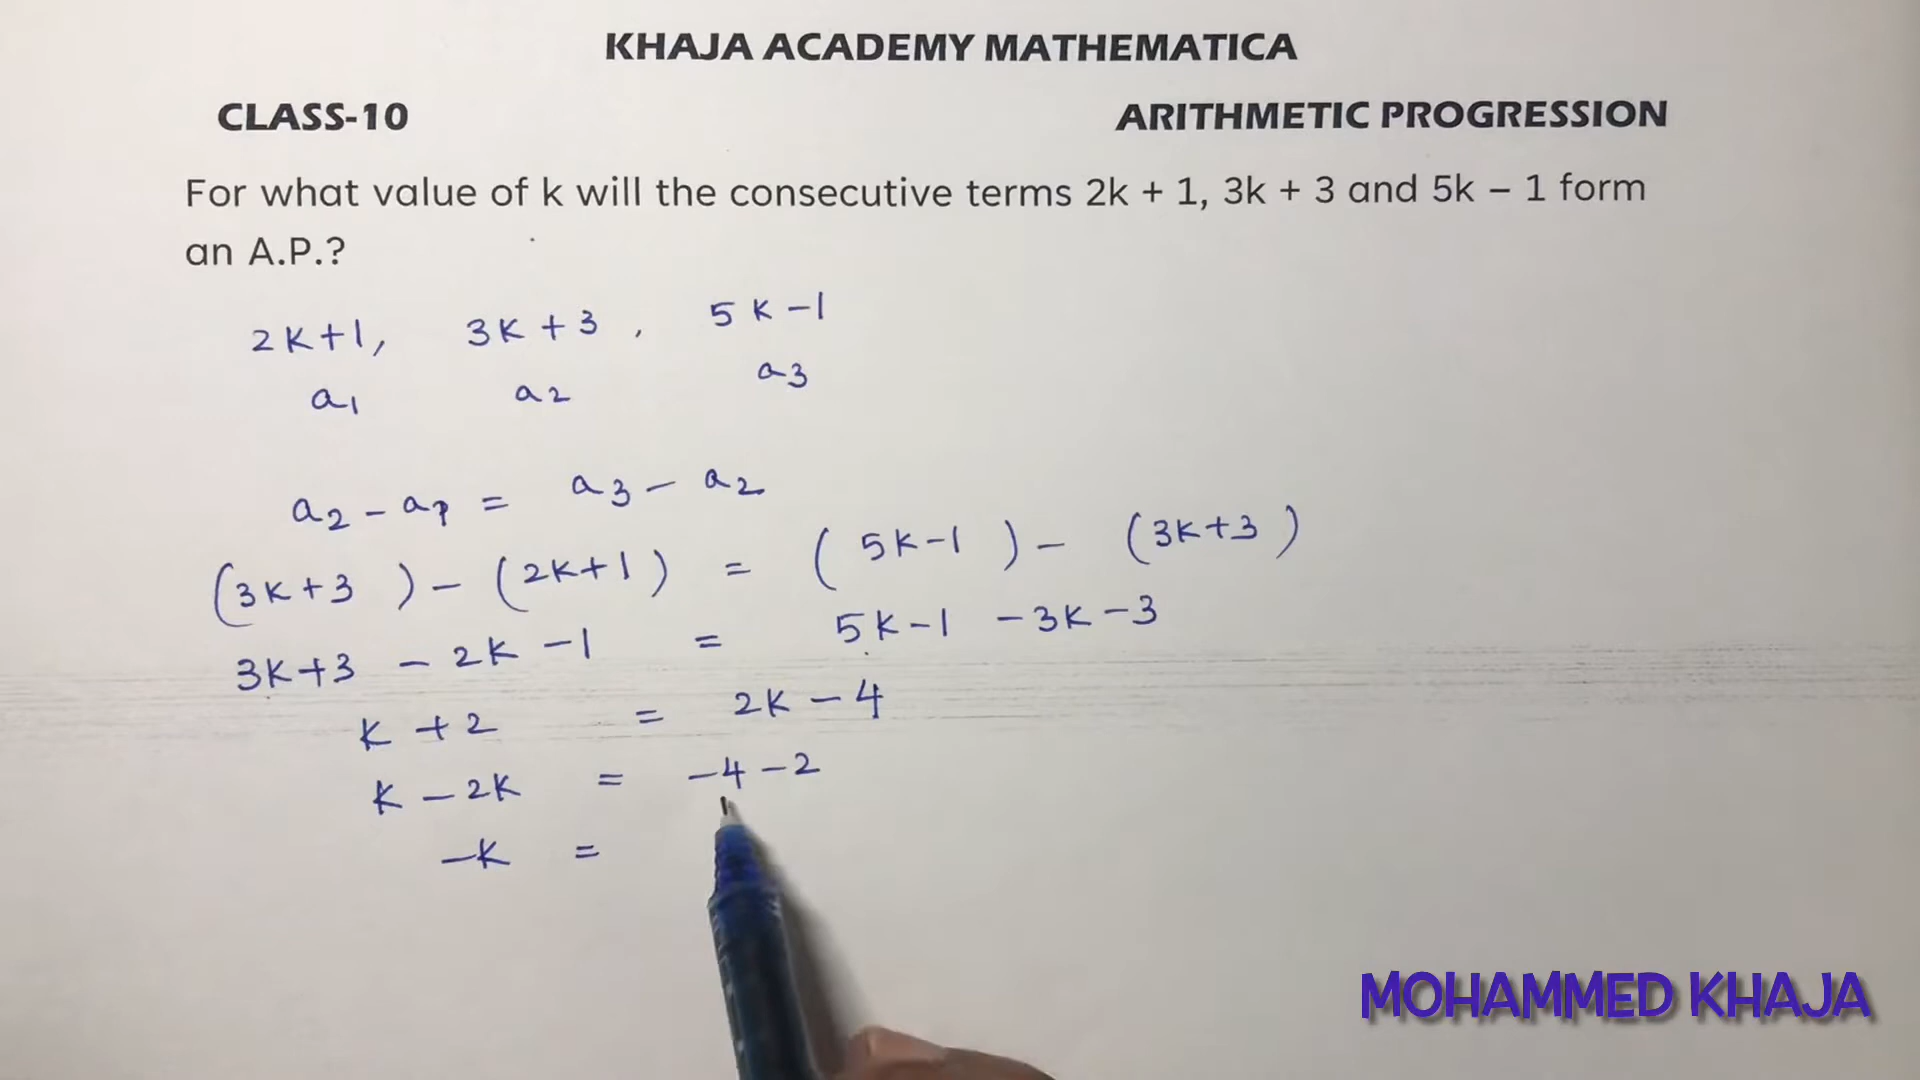 KHAJA ACADEMY MATHEMATICA
CLASS-10 ARITHMETIC PROGRESSION
For what value of k will the consecutive terms 2k + 1, 3k + 3 and 5k – 1 form
an A.P.?
2K+1, 3K+3, 5K-1
a1 a2 a3
a2 - a1 = a3 - a2
(3K+3) - (2K+1) = (5K-1) - (3K+3)
3K+3 - 2K - 1 = 5K-1 - 3K - 3
K + 2 = 2K - 4
K - 2K = -4 - 2
-K =
MOHAMMED KHAJA